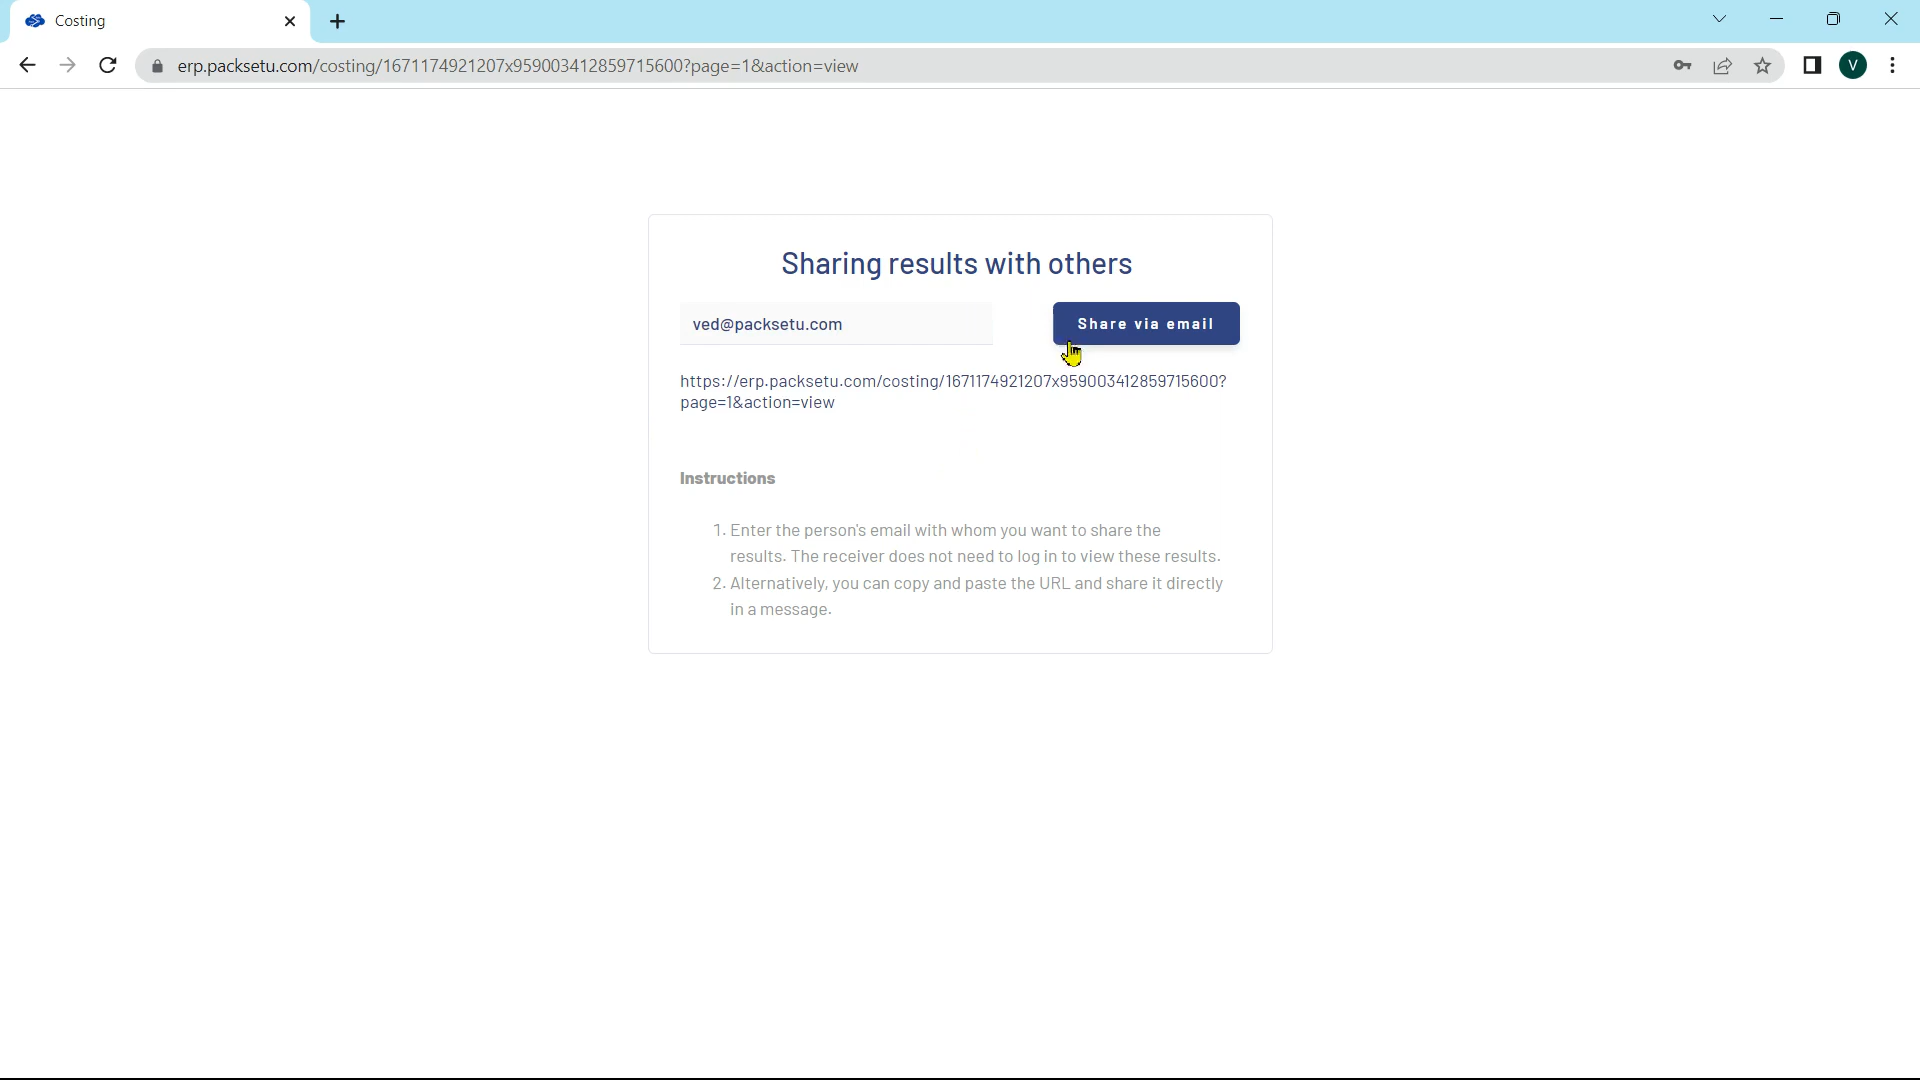 Costing
erp.packsetu.com/costing/1671174921207x959003412859715600?page=1&action=view
V
Sharing results with others
ved@packsetu.com
Share via email
https://erp.packsetu.com/costing/1671174921207x959003412859715600?
page=1&action=view
Instructions
1. Enter the person's email with whom you want to share the
results. The receiver does not need to log in to view these results.
2. Alternatively, you can copy and paste the URL and share it directly
in a message.